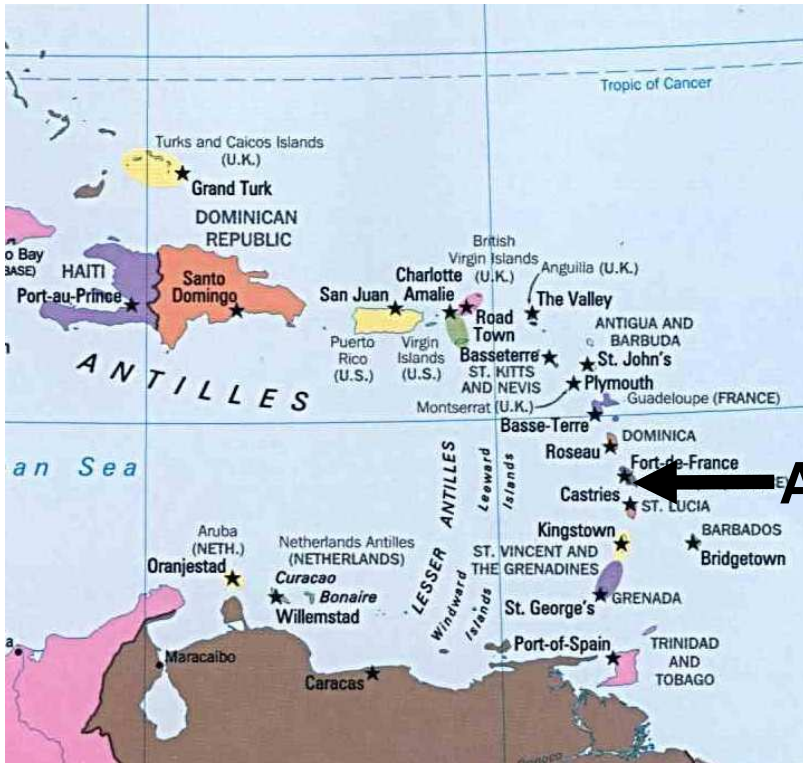 Tropic of Cancer
Turks and Caicos Islands
(U.K.)
Grand Turk
DOMINICAN
REPUBLIC
o Bay
BASE)
HAITI
Port-au-Prince
Santo
Domingo
San Juan
Charlotte
Amalie
British
Virgin Islands
(U.K.)
Road
Town
Anguilla (U.K.)
The Valley
Puerto
Rico
(U.S.)
Virgin
Islands
(U.S.)
ANTIGUA AND
BARBUDA
St. John's
Basseterre
ST. KITTS
AND NEVIS
Plymouth
Montserrat (U.K.)
Guadeloupe (FRANCE)
Basse-Terre
ANTILLES
DOMINICA
Roseau
Fort-de-France
A
an Sea
Castries
ST. LUCIA
LESSER ANTILLES
Leeward
Islands
Windward
Islands
Kingstown
ST. VINCENT AND
THE GRENADINES
BARBADOS
Bridgetown
St. George's
GRENADA
Aruba
(NETH.)
Oranjestad
Netherlands Antilles
(NETHERLANDS)
Curacao
Bonaire
Willemstad
Port-of-Spain
TRINIDAD
AND
TOBAGO
Maracaibo
Caracas